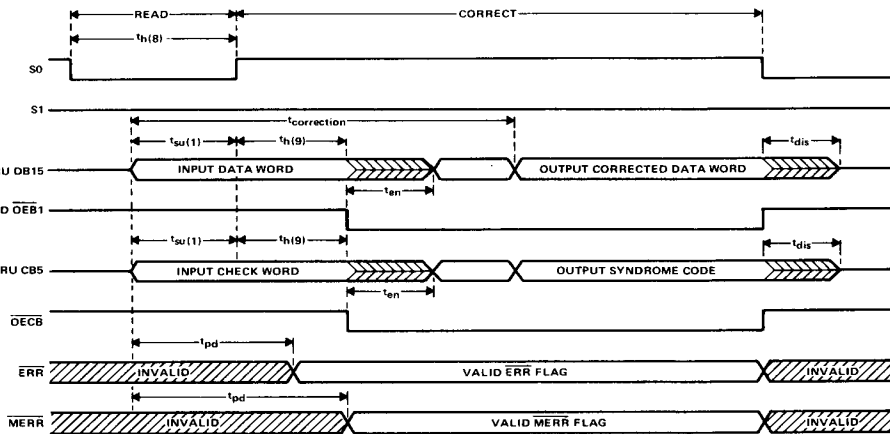 READ CORRECT
th(8)
S0
S1
tcorrection
tsu(1) th(9) tdis
U DB15 INPUT DATA WORD OUTPUT CORRECTED DATA WORD
ten
D OEB1
tsu(1) th(9) tdis
RU CB5 INPUT CHECK WORD OUTPUT SYNDROME CODE
ten
OECB
tpd
ERR INVALID VALID ERR FLAG INVALID
tpd
MERR INVALID VALID MERR FLAG INVALID